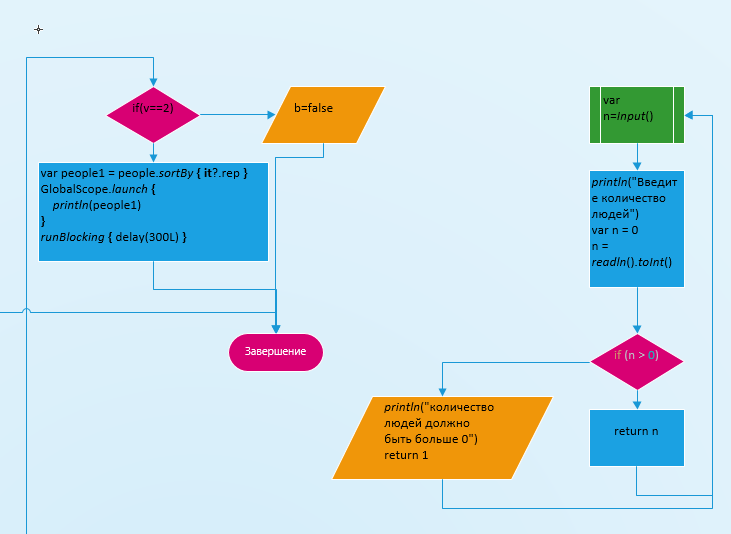 if(v==2)
b=false
var people1 = people.sortBy { it?.rep }
GlobalScope.launch {
println(people1)
}
runBlocking { delay(300L) }
Завершение
var
n=Input()
println("Введит
е количество
людей")
var n = 0
n =
readln().toInt()
if (n > 0)
println("количество
людей должно
быть больше 0")
return 1
return n